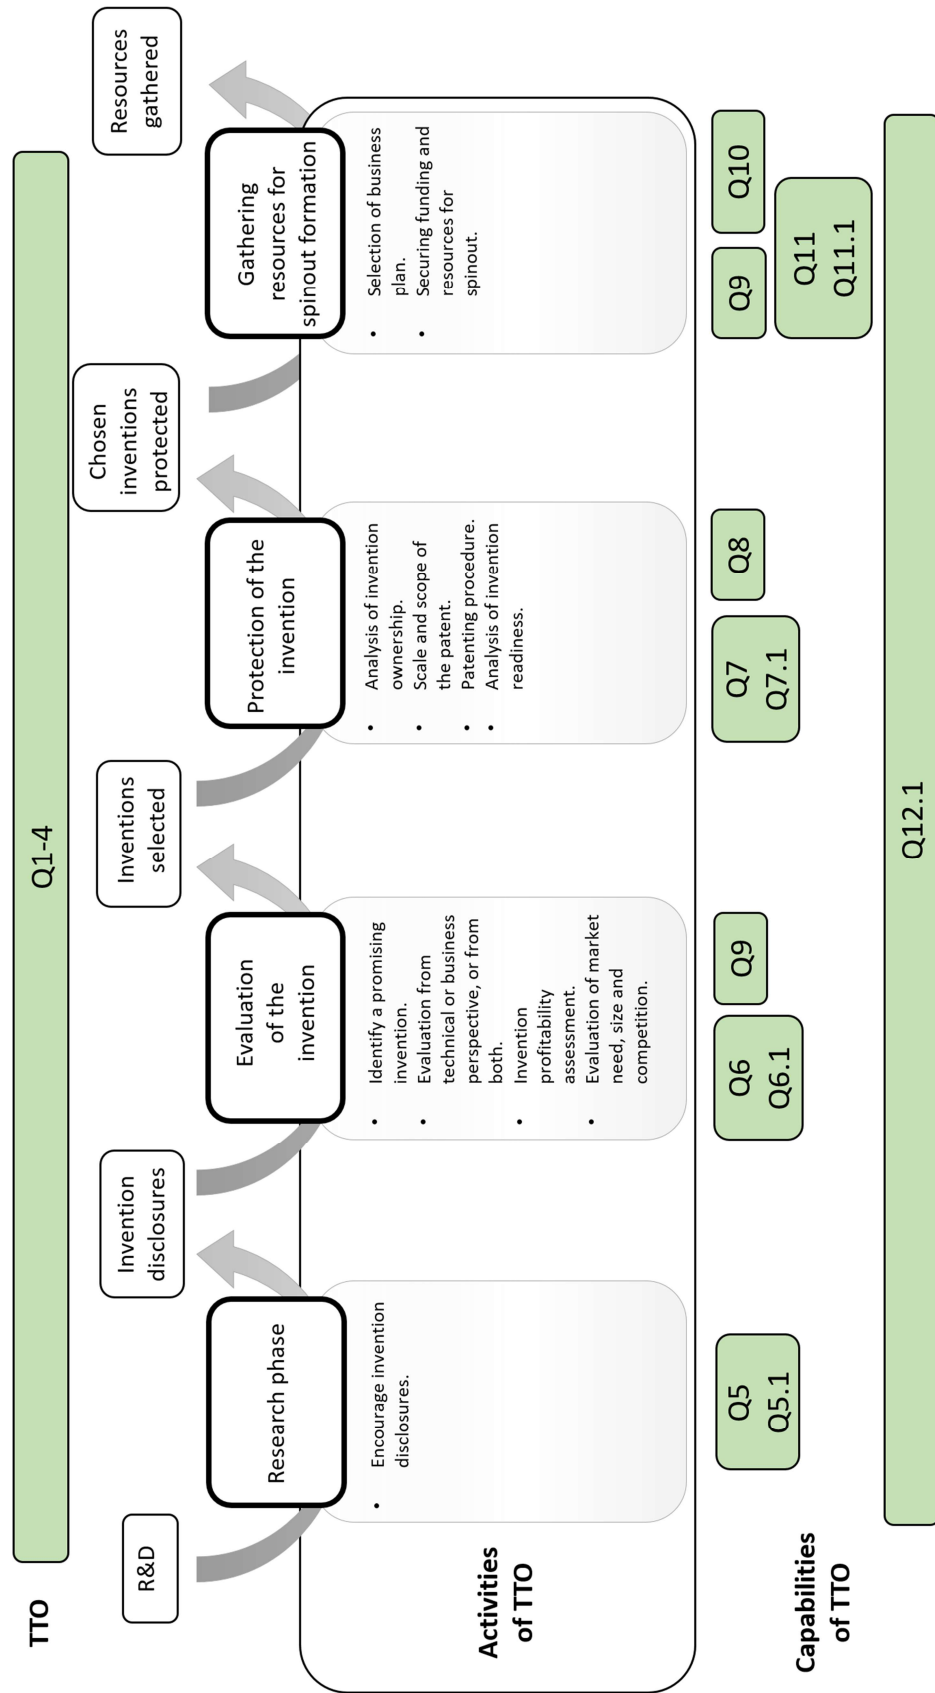 TTO
Q1-4
R&D
Invention
disclosures
Inventions
selected
Chosen
inventions
protected
Resources
gathered
Research phase
Evaluation
of the
invention
Protection of the
invention
Gathering
resources for
spinout formation
Activities
of TTO
• Encourage invention
disclosures.
• Identify a promising
invention.
• Evaluation from
technical or business
perspective, or from
both.
• Invention
profitability
assessment.
• Evaluation of market
need, size and
competition.
• Analysis of invention
ownership.
• Scale and scope of
the patent.
• Patenting procedure.
• Analysis of invention
readiness.
• Selection of business
plan.
• Securing funding and
resources for
spinout.
Capabilities
of TTO
Q5
Q5.1
Q6
Q6.1
Q9
Q7
Q7.1
Q8
Q9
Q10
Q11
Q11.1
Q12.1